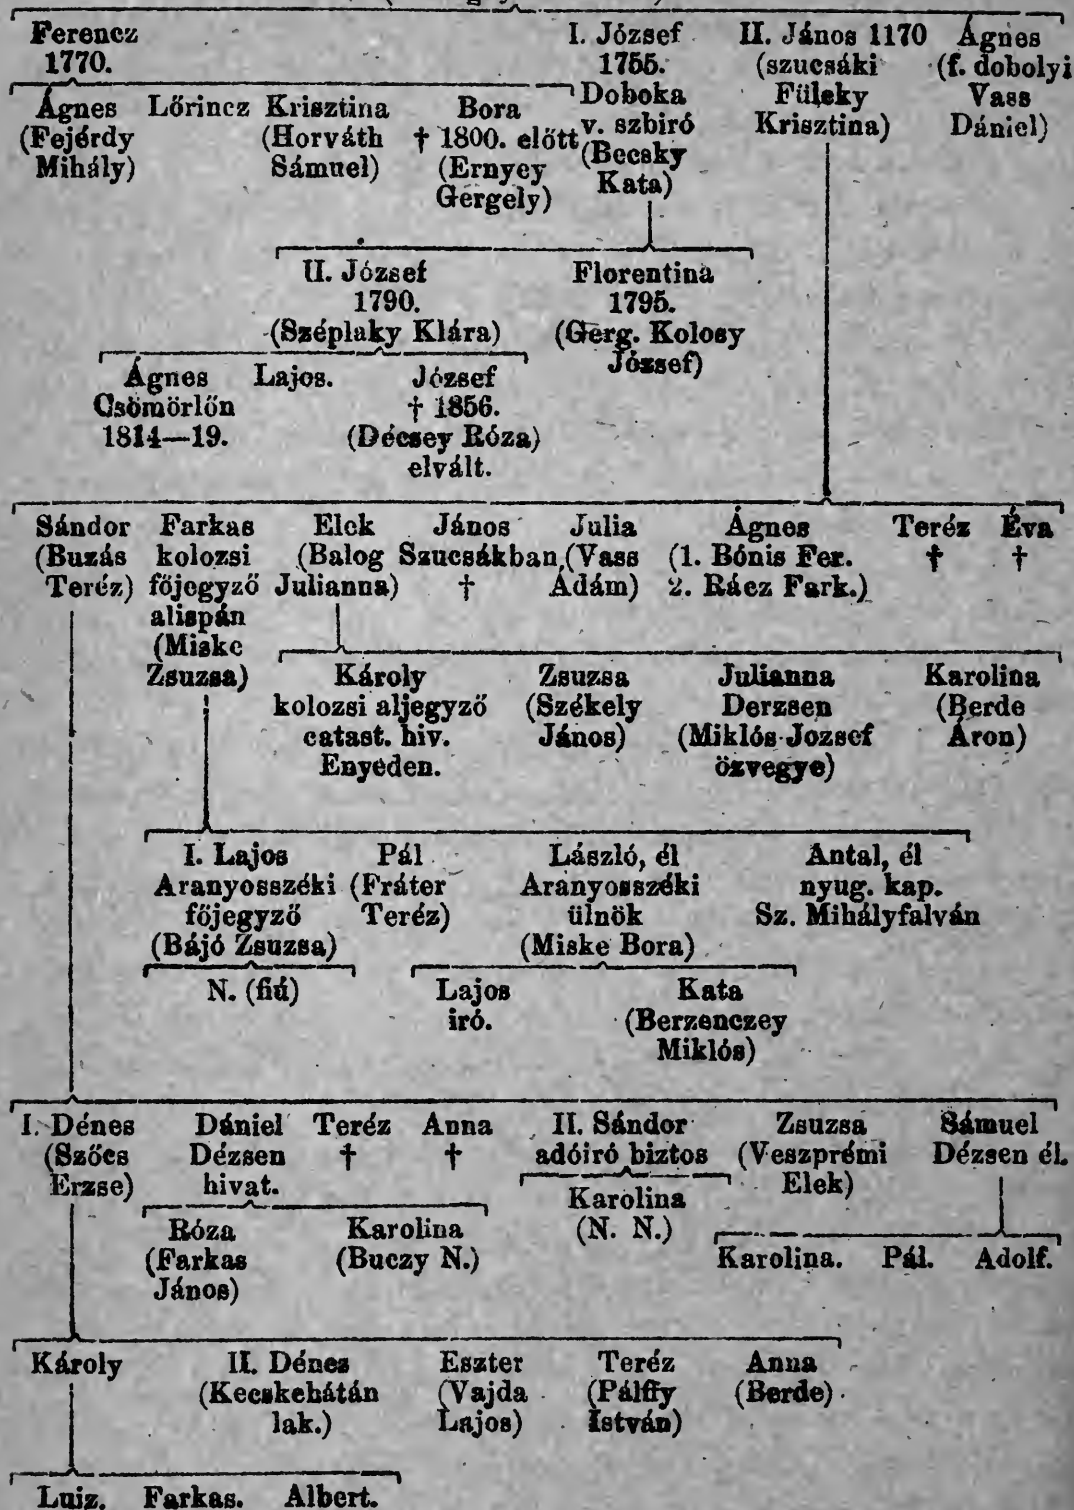 Ferencz I. József II. János 1170 Ágnes
1770. 1755. (szucsáki (f. dobolyi
Ágnes Lőrincz Krisztina Bora Doboka Füleky Vass
(Fejérdy (Horváth † 1800. előtt v. szbiró Krisztina) Dániel)
Mihály) Sámuel) (Ernyey (Becsky
Gergely) Kata)
II. József Florentina
1790. 1795.
(Széplaky Klára) (Gerg. Kolosy
József)
Ágnes Lajos. József
Csömörlőn † 1856.
1814—19. (Décsey Róza)
elvált.
Sándor Farkas Elek János Julia Ágnes Teréz Éva
(Buzás kolozsi (Balog Szucsákban (Vass (1. Bónis Fer. † †
Teréz) főjegyző Julianna) † Ádám) 2. Rácz Fark.)
alispán
(Miske
Zsuzsa)
Károly Zsuzsa Julianna Karolina
kolozsi aljegyző (Székely Derzsen (Berde
catast. hiv. János) (Miklós Jozsef Áron)
Enyeden. özvegye)
I. Lajos Pál László, él Antal, él
Aranyosszéki (Fráter Aranyosszéki nyug. kap.
főjegyző Teréz) ülnök Sz. Mihályfalván
(Bájó Zsuzsa) (Miske Bora)
N. (fiú) Lajos Kata
iró. (Berzenczey
Miklós)
I. Dénes Dániel Teréz Anna II. Sándor Zsuzsa Sámuel
(Szőcs Dézsen † † adóiró biztos (Veszprémi Dézsen él.
Erzse) hivat. Elek)
Karolina
(N. N.)
Róza Karolina
(Farkas (Buczy N.)
János)
Karolina. Pál. Adolf.
Károly II. Dénes Eszter Teréz Anna
(Kecskehátán (Vajda (Pálffy (Berde)
lak.) Lajos) István)
Luiz. Farkas. Albert.